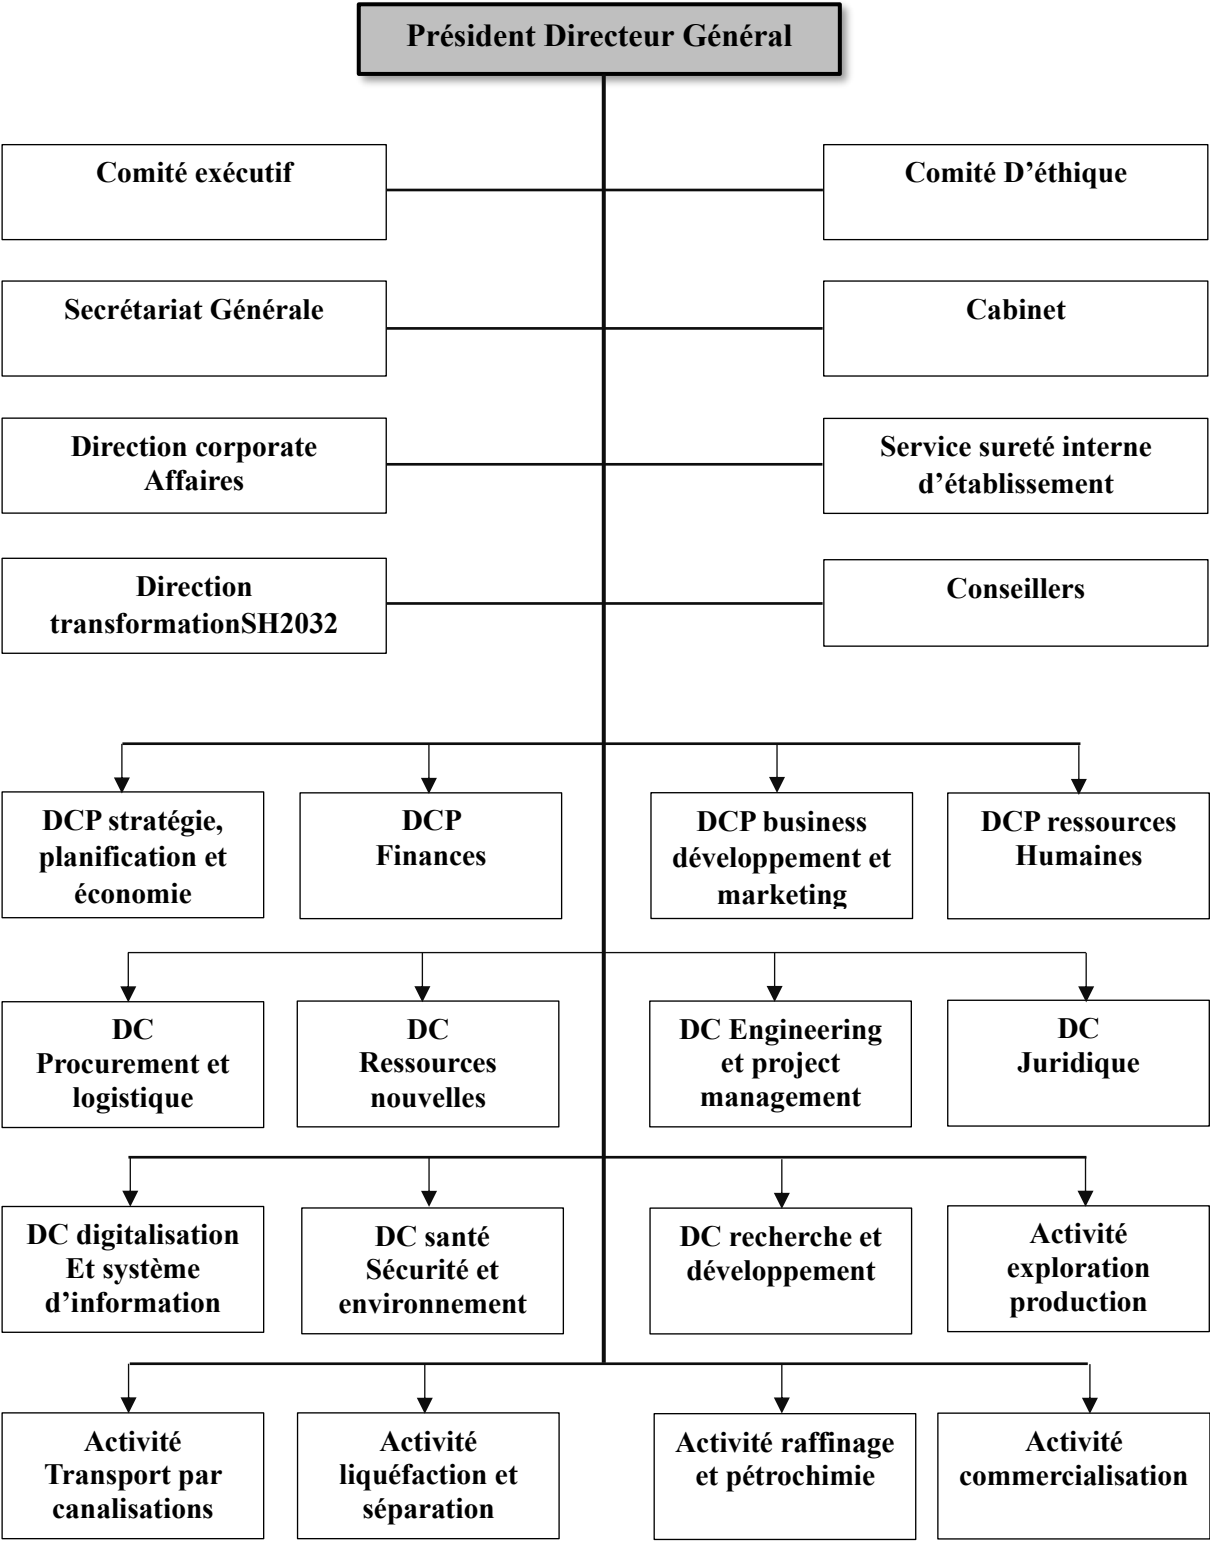 Président Directeur Général
Comité exécutif
Comité D’éthique
Secrétariat Générale
Cabinet
Direction corporate
Affaires
Service sureté interne
d’établissement
Direction
transformationSH2032
Conseillers
DCP stratégie,
planification et
économie
DCP
Finances
DCP business
développement et
marketing
DCP ressources
Humaines
DC
Procurement et
logistique
DC
Ressources
nouvelles
DC Engineering
et project
management
DC
Juridique
DC digitalisation
Et système
d’information
DC santé
Sécurité et
environnement
DC recherche et
développement
Activité
exploration
production
Activité
Transport par
canalisations
Activité
liquéfaction et
séparation
Activité raffinage
et pétrochimie
Activité
commercialisation